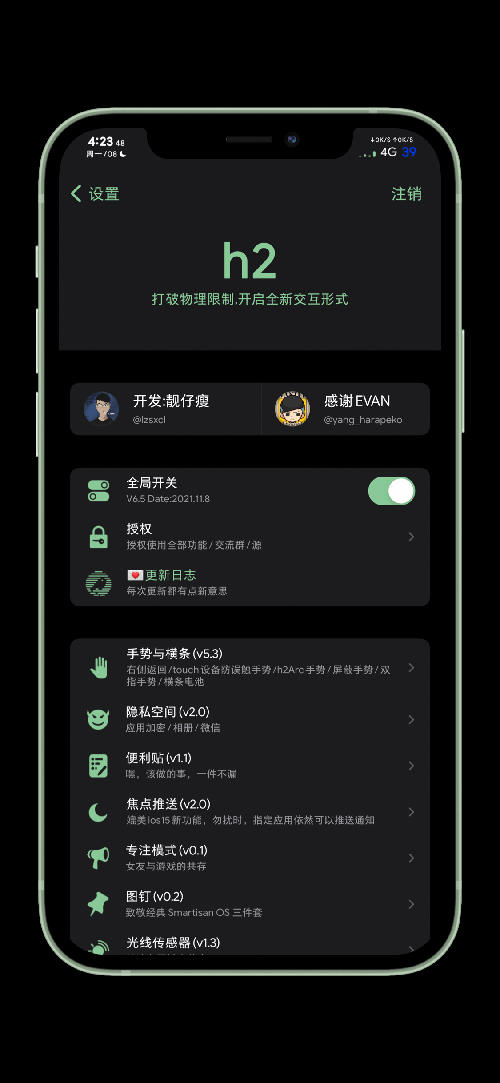 4:23 48
周一/08
↓0K/S ↑0K/S
4G 39
设置
注销
h2
打破物理限制.开启全新交互形式
开发:靓仔瘦
@lzsxcl
感谢EVAN
@yang_harapeko
全局开关
V6.5 Date:2021.11.8
授权
授权使用全部功能/交流群/源
更新日志
每次更新都有点新意思
手势与横条(v5.3)
右侧返回/touch设备防误触手势/h2Arc手势/屏蔽手势/双
指手势/横条电池
隐私空间(v2.0)
应用加密/相册/微信
便利贴(v1.1)
嘿，该做的事，一件不漏
焦点推送(v2.0)
媲美ios15新功能，勿扰时，指定应用依然可以推送通知
专注模式(v0.1)
女友与游戏的共存
图钉(v0.2)
致敬经典 Smartisan OS 三件套
光线传感器(v1.3)